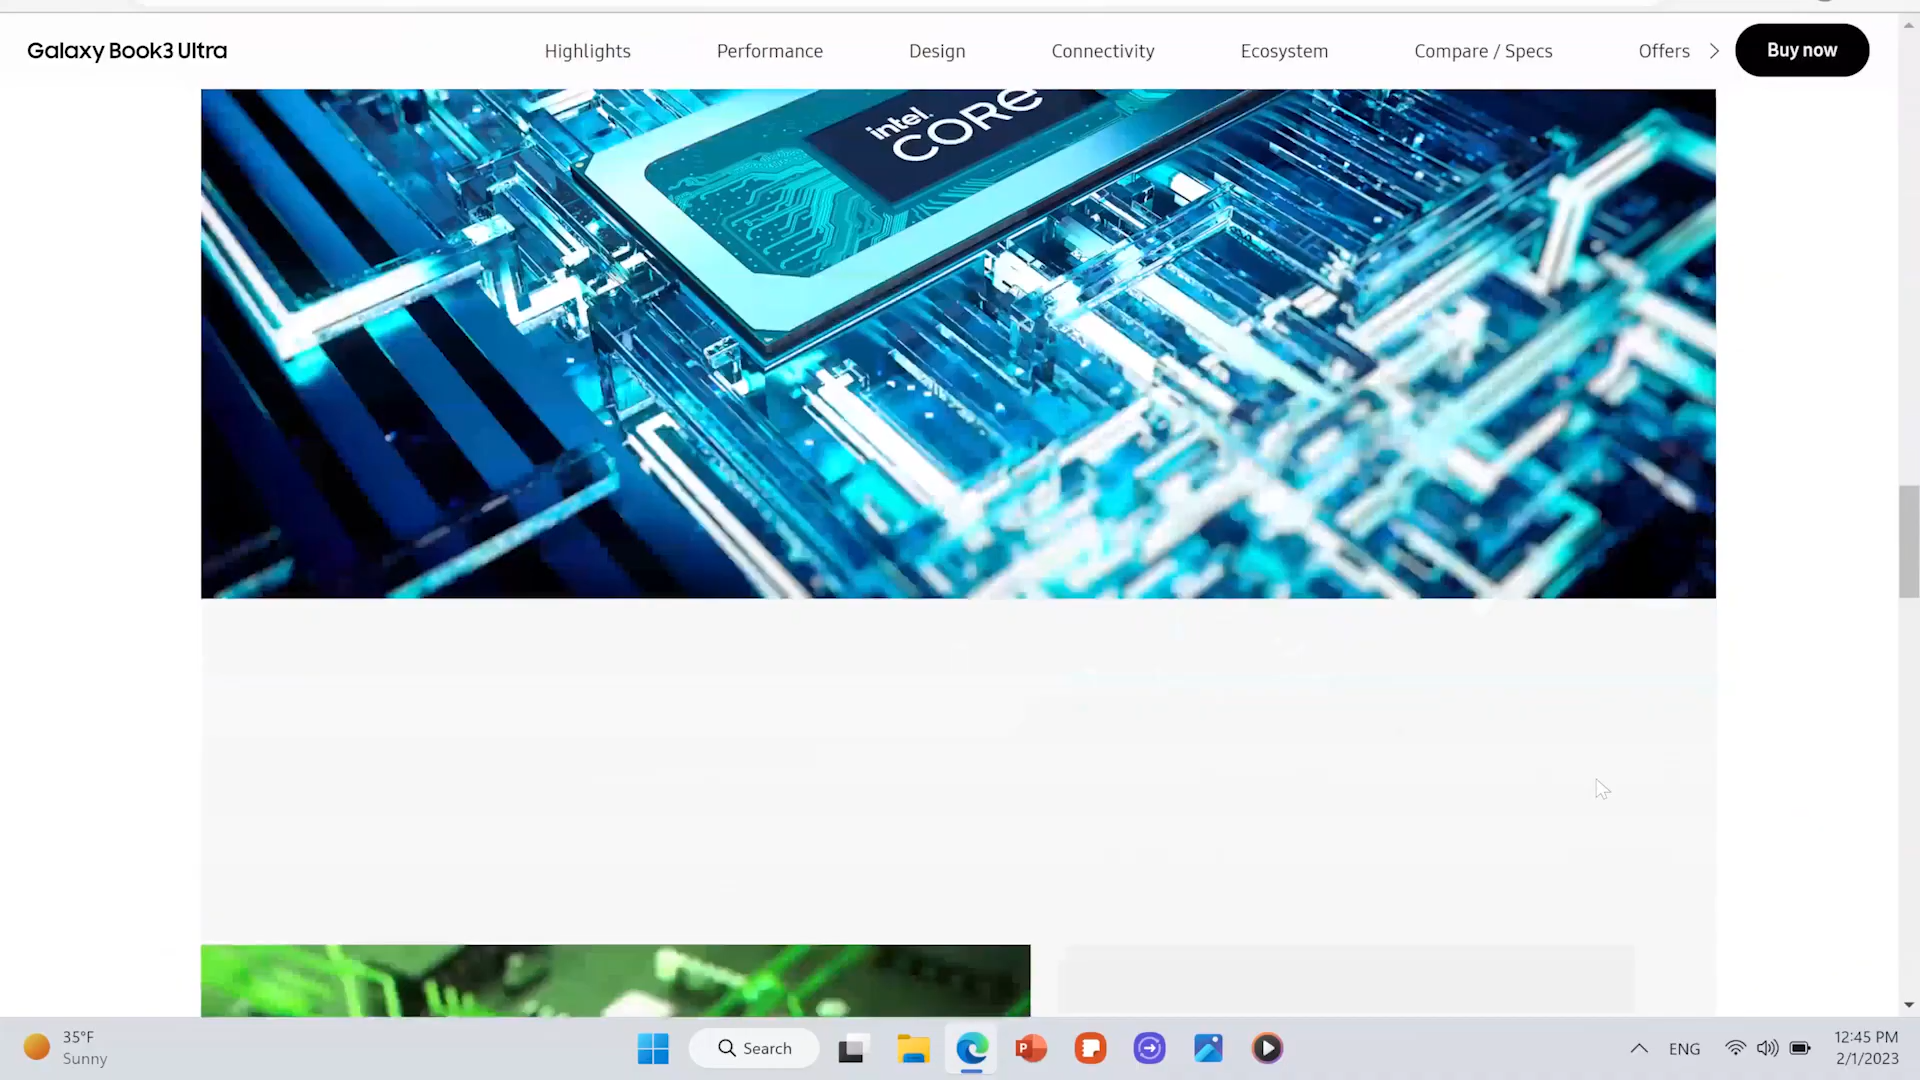 Galaxy Book3 Ultra
Highlights
Performance
Design
Connectivity
Ecosystem
Compare / Specs
Offers
Buy now
intel.
CORE
35°F
Sunny
Search
P
ENG
12:45 PM
2/1/2023